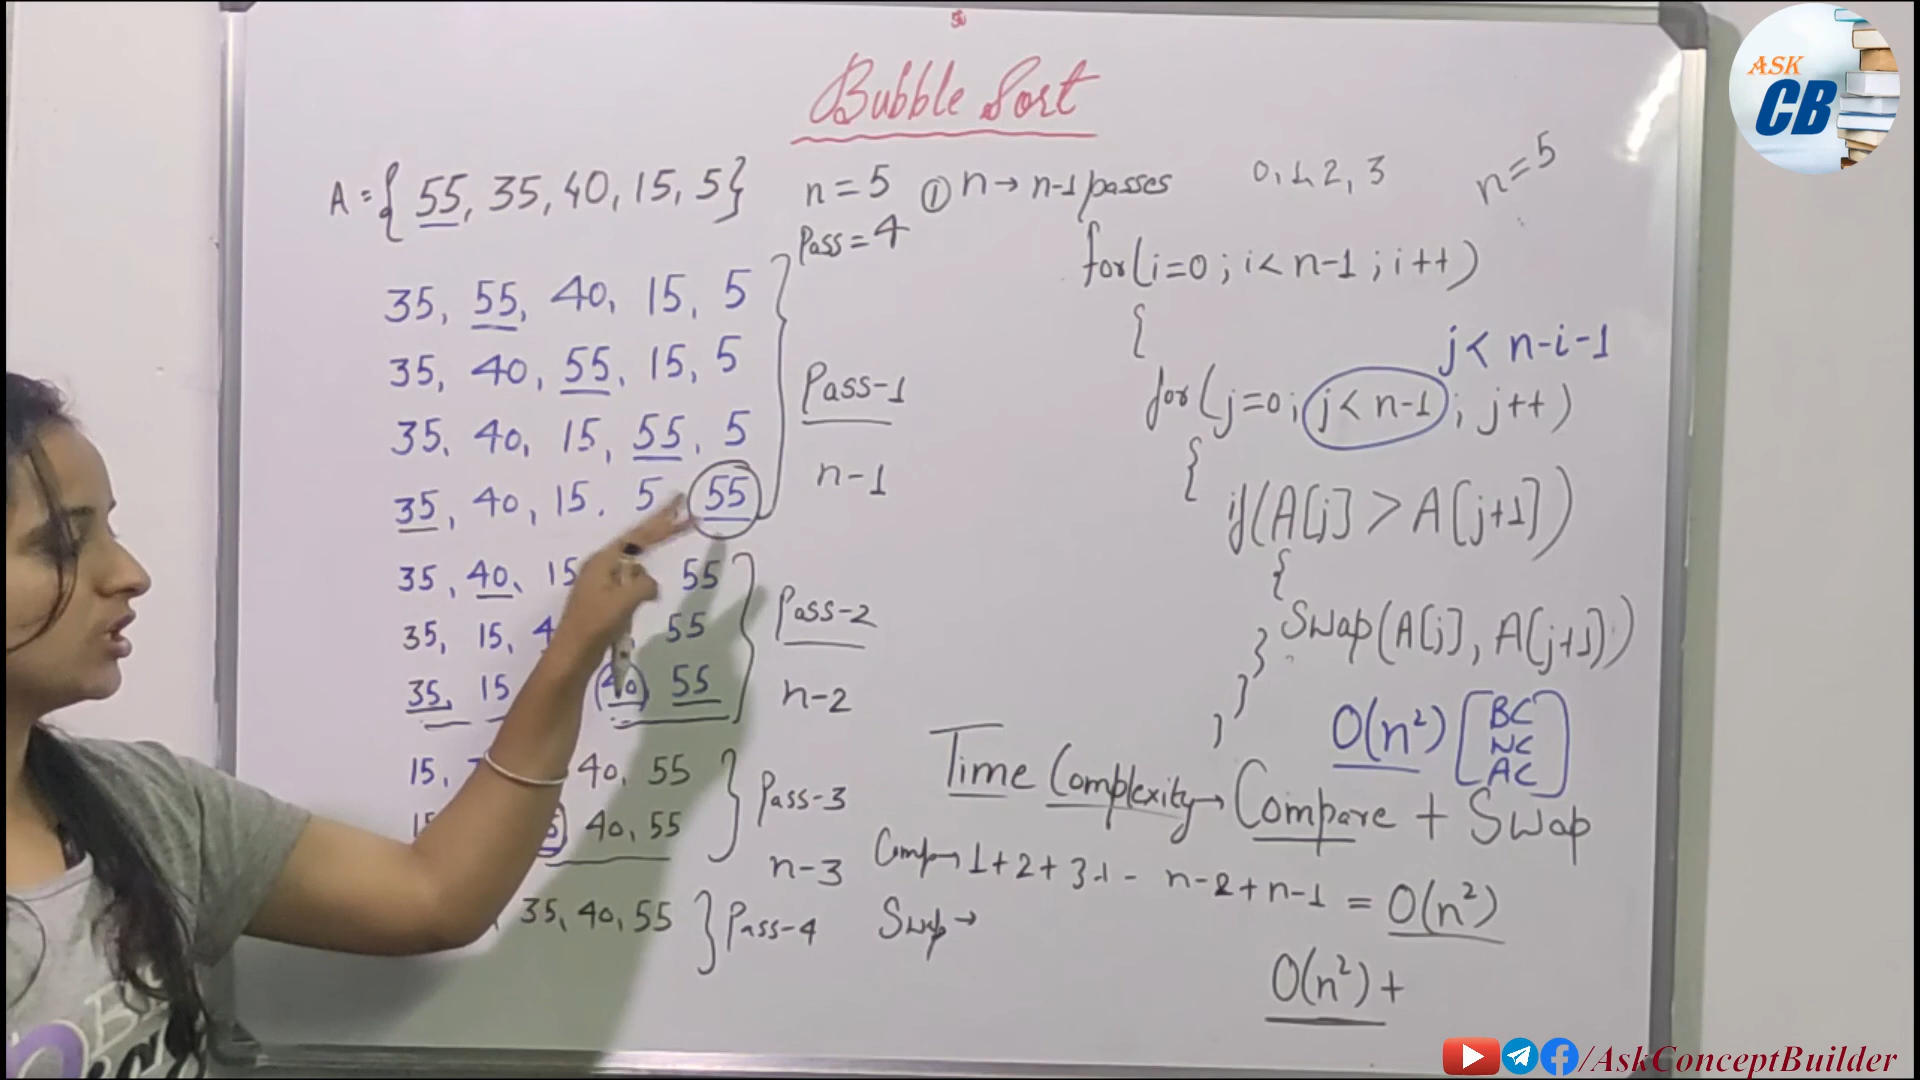 Bubble Sort
A = { 55, 35, 40, 15, 5}
n = 5 ① n → n-1 passes
Pass = 4
35, 55, 40, 15, 5
35, 40, 55, 15, 5
35, 40, 15, 55, 5
35, 40, 15, 5 55
Pass-1
n-1
35, 40, 15 55
35, 15, 55
35, 15 40 55
Pass-2
n-2
15, 40, 55
40, 55
Pass-3
n-3
35, 40, 55
Pass-4
0, 1, 2, 3
n = 5
for(i=0; i< n-1; i++)
{
j < n-i-1
for(j=0; j< n-1; j++)
{
if(A[j] > A[j+1])
{
Swap(A[j], A[j+1])
}
}
}
O(n²) [BC
AC]
Time Complexity → Compare + Swap
Comp → 1+2+3+- n-2+n-1 = O(n²)
Swap →
O(n²) +
ASK
CB
/AskConceptBuilder